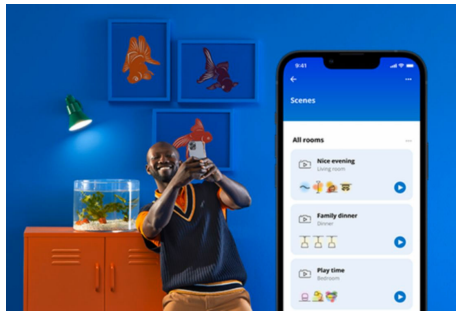 9:41
Scenes
All rooms
Nice evening
Living room
Family dinner
Dinner
Play time
Bedroom